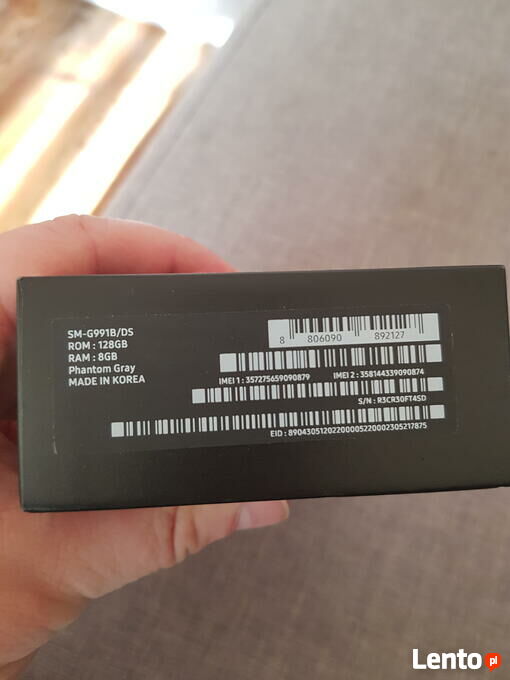 SM-G991B/DS
ROM : 128GB
RAM : 8GB
Phantom Gray
MADE IN KOREA
8 806090 892127
IMEI 1 : 357275659090879 IMEI 2 : 358144339090874
S/N : R3CR30FT4SD
EID : 89043051202200005220002305217875
Lento pl